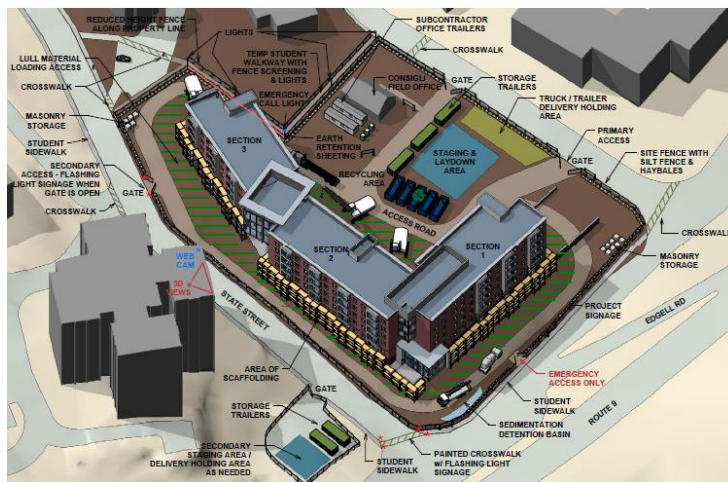 REDUCED HEIGHT FENCE
ALONG PROPERTY LINE
LIGHTS
SUBCONTRACTOR
OFFICE TRAILERS
CROSSWALK
LULL MATERIAL
LOADING ACCESS
TEMP STUDENT
WALKWAY WITH
FENCE SCREENING
& LIGHTS
CONSIGLI
FIELD OFFICE
GATE
STORAGE
TRAILERS
CROSSWALK
EMERGENCY
CALL LIGHT
TRUCK / TRAILER
DELIVERY HOLDING
AREA
MASONRY
STORAGE
SECTION
3
EARTH
RETENTION
SHEETING
STAGING &
LAYDOWN
AREA
PRIMARY
ACCESS
STUDENT
SIDEWALK
RECYCLING
AREA
GATE
SITE FENCE WITH
SILT FENCE &
HAYBALES
SECONDARY
ACCESS - FLASHING
LIGHT SIGNAGE WHEN
GATE IS OPEN
GATE
CROSSWALK
ACCESS ROAD
CROSSWALK
WEB
CAM
3D
VIEWS
SECTION
2
SECTION
1
MASONRY
STORAGE
STATE STREET
PROJECT
SIGNAGE
EDGELL RD
AREA OF
SCAFFOLDING
EMERGENCY
ACCESS ONLY
GATE
STUDENT
SIDEWALK
ROUTE 9
STORAGE
TRAILERS
SEDIMENTATION
DETENTION BASIN
SECONDARY
STAGING AREA /
DELIVERY HOLDING
AREA
AS NEEDED
STUDENT
SIDEWALK
PAINTED CROSSWALK
w/ FLASHING LIGHT
SIGNAGE